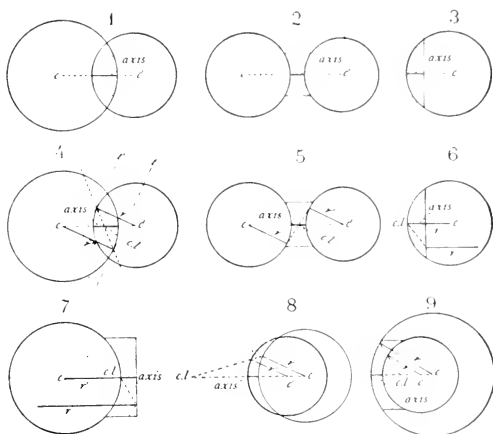 1
axis
c c'
2
axis
c c'
3
axis
c c'
4
r t
axis r
c c'
r c.l
5
axis r
c c'
r c.l
6
axis
c.l c
r
r
7
c c.l axis
r'
r
8
r
c.l axis c' c
9
r
c.l c' c
axis